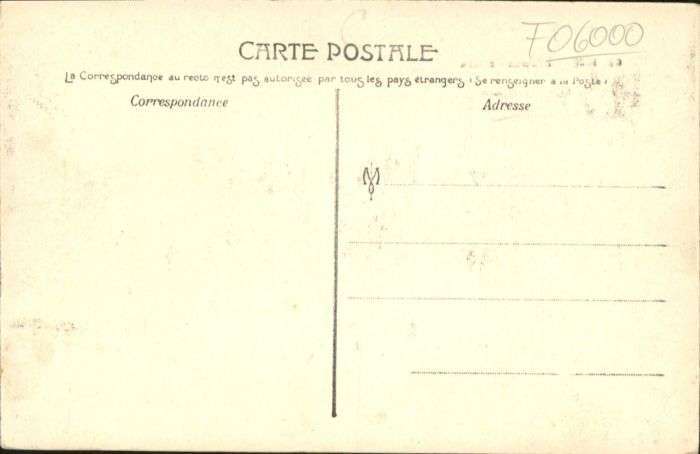 F06000
CARTE POSTALE
La Correspondance au recto n'est pas autorisée par tous les pays étrangers (Se renseigner à la Poste)
Correspondance
Adresse
M